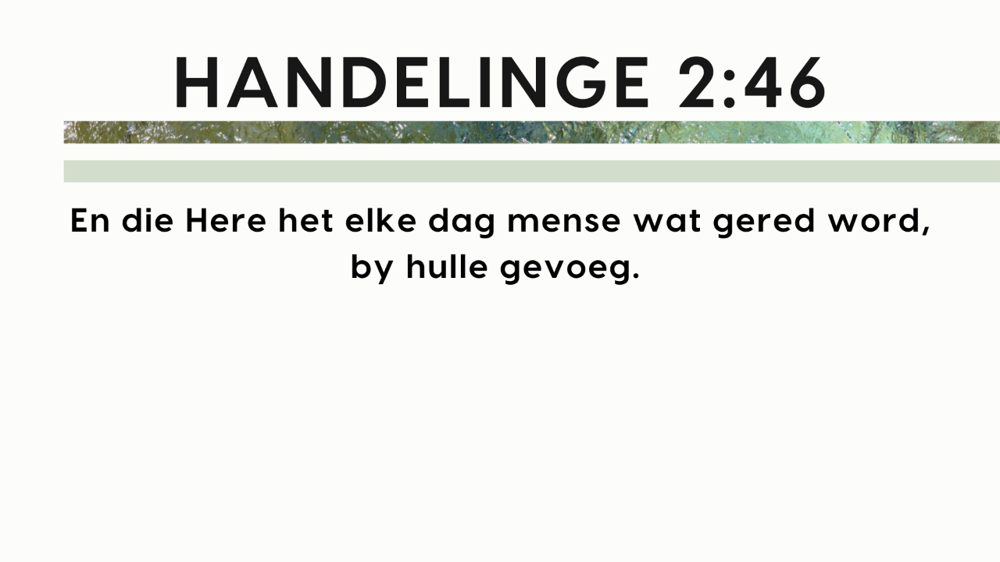 HANDELINGE 2:46
En die Here het elke dag mense wat gered word,
by hulle gevoeg.